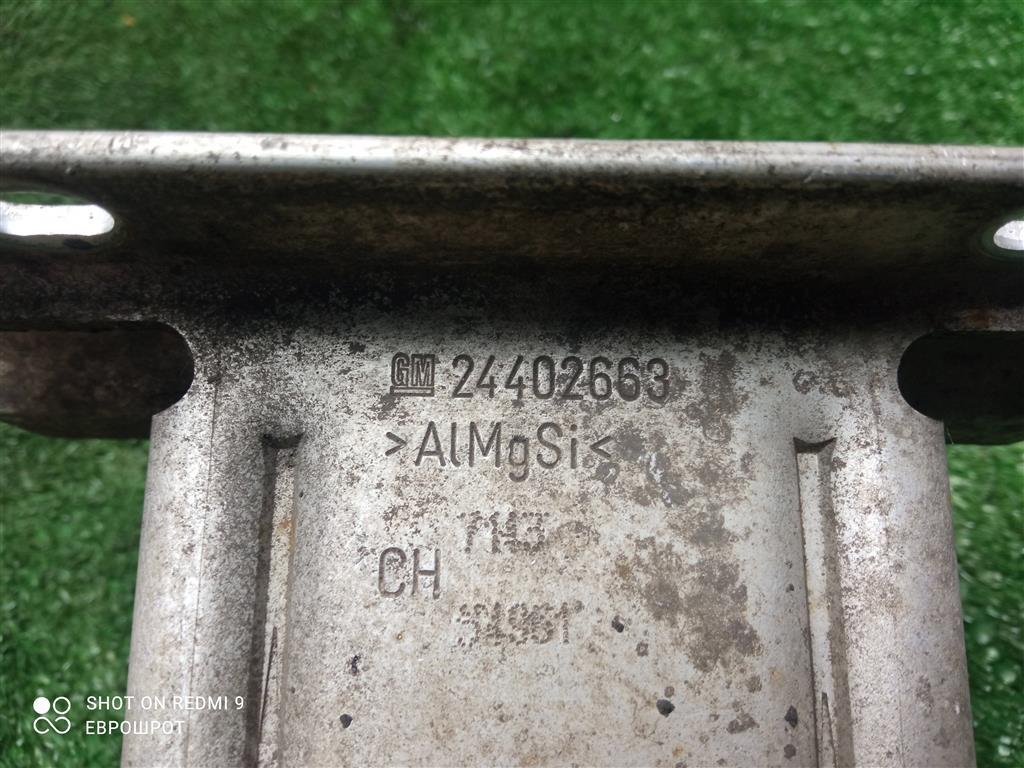 GM 24402663
>AlMgSi<
CH
SHOT ON REDMI 9
ЕВРОШРОТ